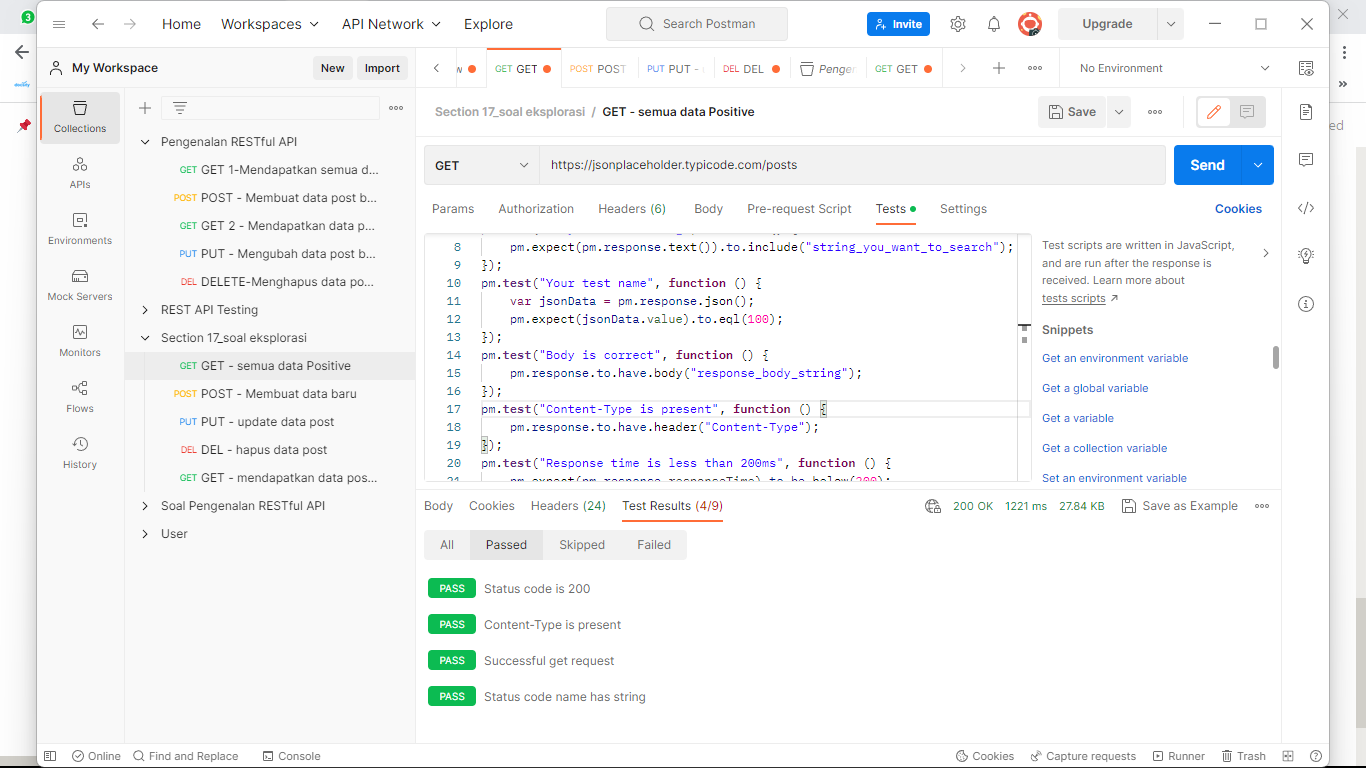 3
Home
Workspaces
API Network
Explore
Search Postman
Invite
Upgrade
My Workspace
New
Import
GET GET
POST POST
PUT PUT -
DEL DEL
Penger
GET GET
No Environment
Collections
APIs
Environments
Mock Servers
Monitors
Flows
History
Pengenalan RESTful API
GET GET 1-Mendapatkan semua d...
POST POST - Membuat data post b...
GET GET 2 - Mendapatkan data p...
PUT PUT - Mengubah data post b...
DEL DELETE-Menghapus data po...
REST API Testing
Section 17_soal eksplorasi
GET GET - semua data Positive
POST POST - Membuat data baru
PUT PUT - update data post
DEL DEL - hapus data post
GET GET - mendapatkan data pos...
Soal Pengenalan RESTful API
User
Section 17_soal eksplorasi / GET - semua data Positive
Save
GET
https://jsonplaceholder.typicode.com/posts
Send
Params
Authorization
Headers (6)
Body
Pre-request Script
Tests
Settings
Cookies
8 pm.expect(pm.response.text()).to.include("string_you_want_to_search");
9 });
10 pm.test("Your test name", function () {
11 var jsonData = pm.response.json();
12 pm.expect(jsonData.value).to.eql(100);
13 });
14 pm.test("Body is correct", function () {
15 pm.response.to.have.body("response_body_string");
16 });
17 pm.test("Content-Type is present", function () {
18 pm.response.to.have.header("Content-Type");
19 });
20 pm.test("Response time is less than 200ms", function () {
21 pm.expect(pm.response.responseTime).to.be.below(200);
Test scripts are written in JavaScript,
and are run after the response is
received. Learn more about
tests scripts
Snippets
Get an environment variable
Get a global variable
Get a variable
Get a collection variable
Set an environment variable
Body
Cookies
Headers (24)
Test Results (4/9)
200 OK
1221 ms
27.84 KB
Save as Example
All
Passed
Skipped
Failed
PASS Status code is 200
PASS Content-Type is present
PASS Successful get request
PASS Status code name has string
Online
Find and Replace
Console
Cookies
Capture requests
Runner
Trash